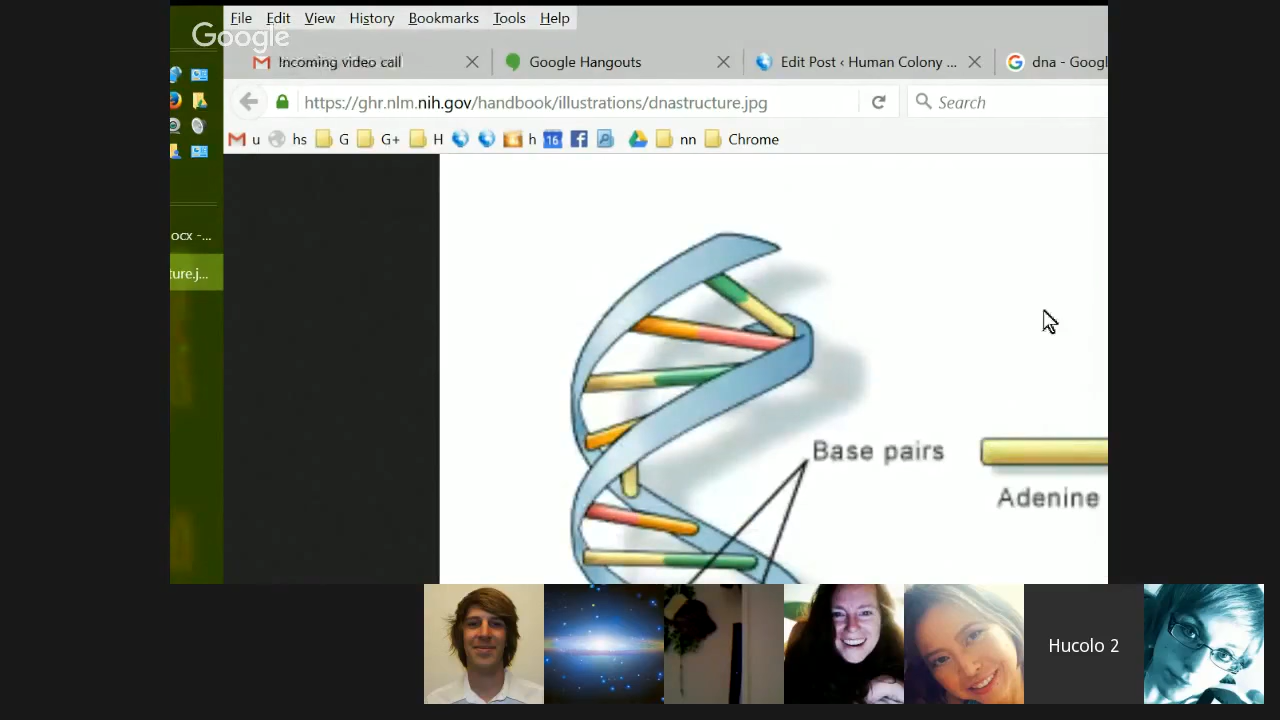 File Edit View History Bookmarks Tools Help
Google
Incoming video call
Google Hangouts
Edit Post ‹ Human Colony ...
dna - Googl
https://ghr.nlm.nih.gov/handbook/illustrations/dnastructure.jpg
Search
u hs G G+ H h 16 nn Chrome
ocx -...
ture.j...
Base pairs
Adenine
Hucolo 2